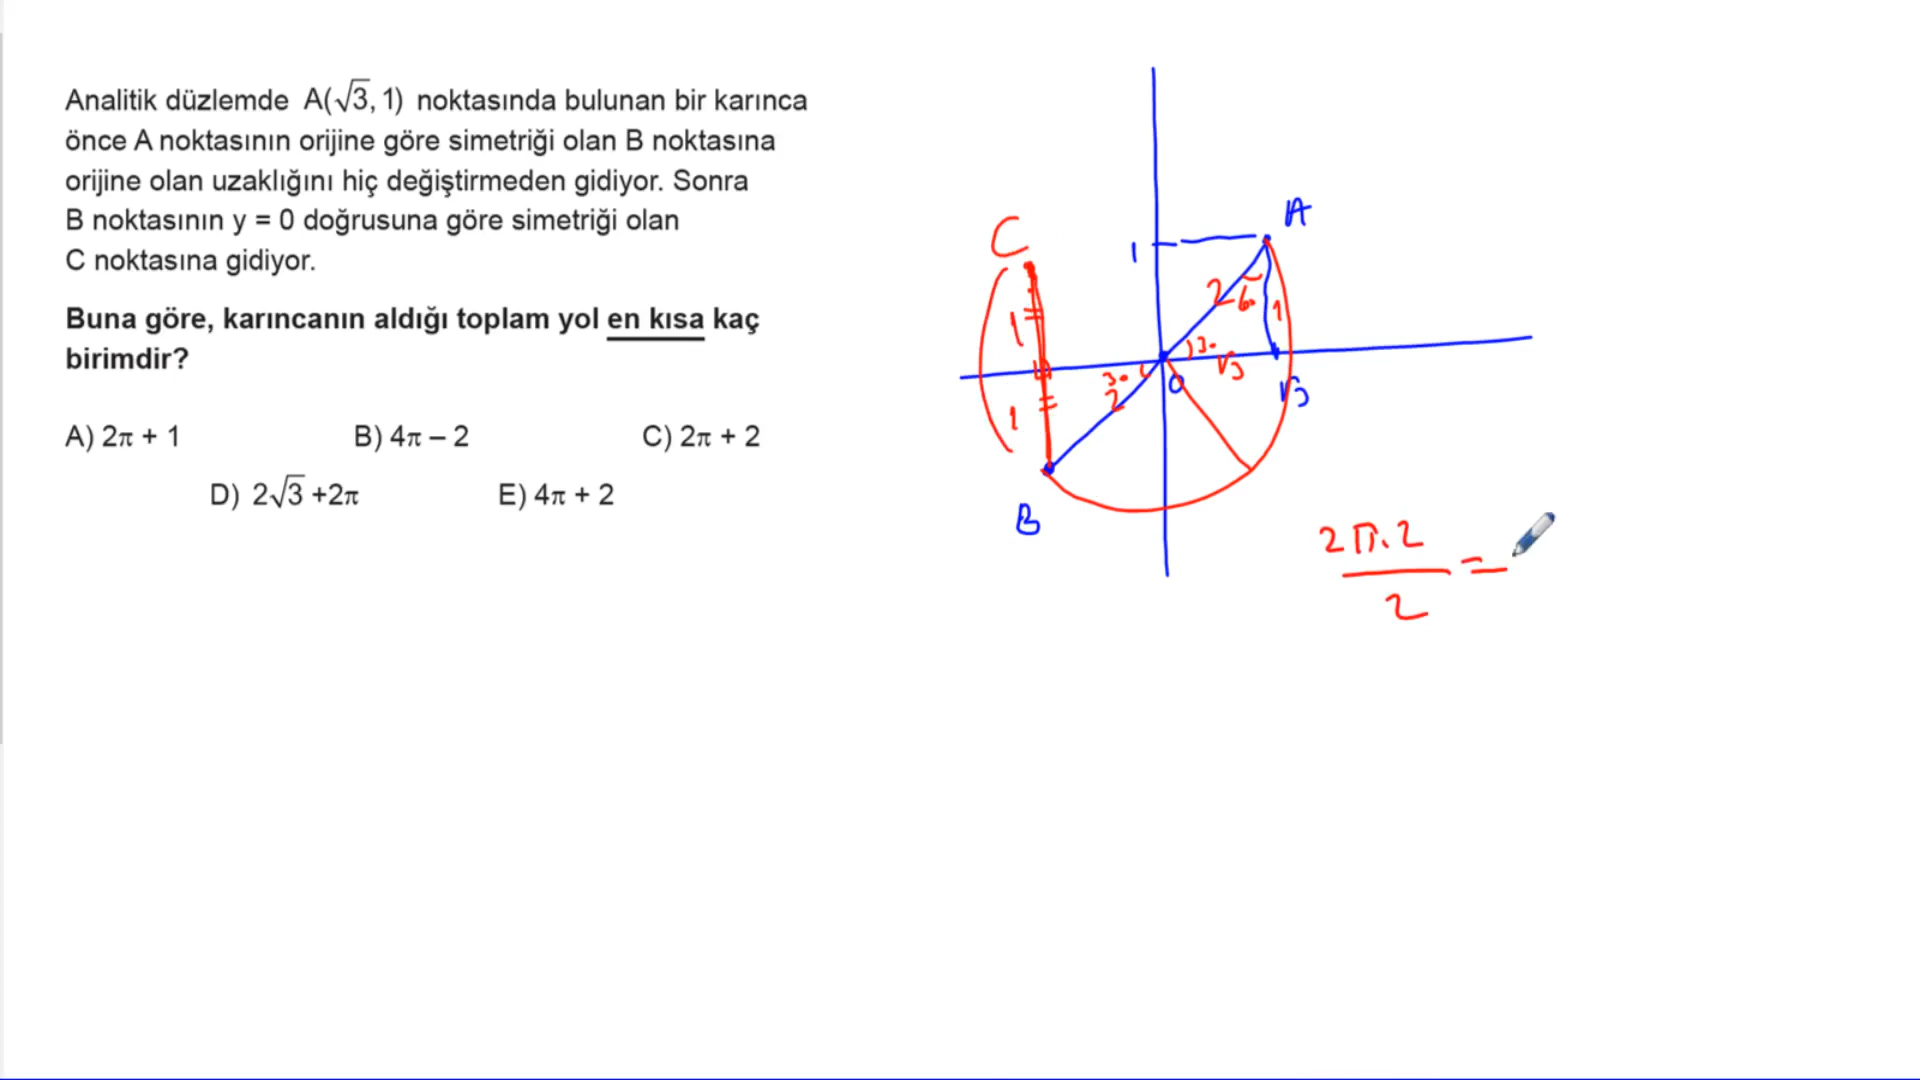 Analitik düzlemde A(√3, 1) noktasında bulunan bir karınca
önce A noktasının orijine göre simetriği olan B noktasına
orijine olan uzaklığını hiç değiştirmeden gidiyor. Sonra
B noktasının y = 0 doğrusuna göre simetriği olan
C noktasına gidiyor.
Buna göre, karıncanın aldığı toplam yol en kısa kaç
birimdir?
A) 2π + 1 B) 4π – 2 C) 2π + 2
D) 2√3 +2π E) 4π + 2
A
C
1
2 60 1
1 30 √3
30 0 √3
2
1
B
2π.2
=
2